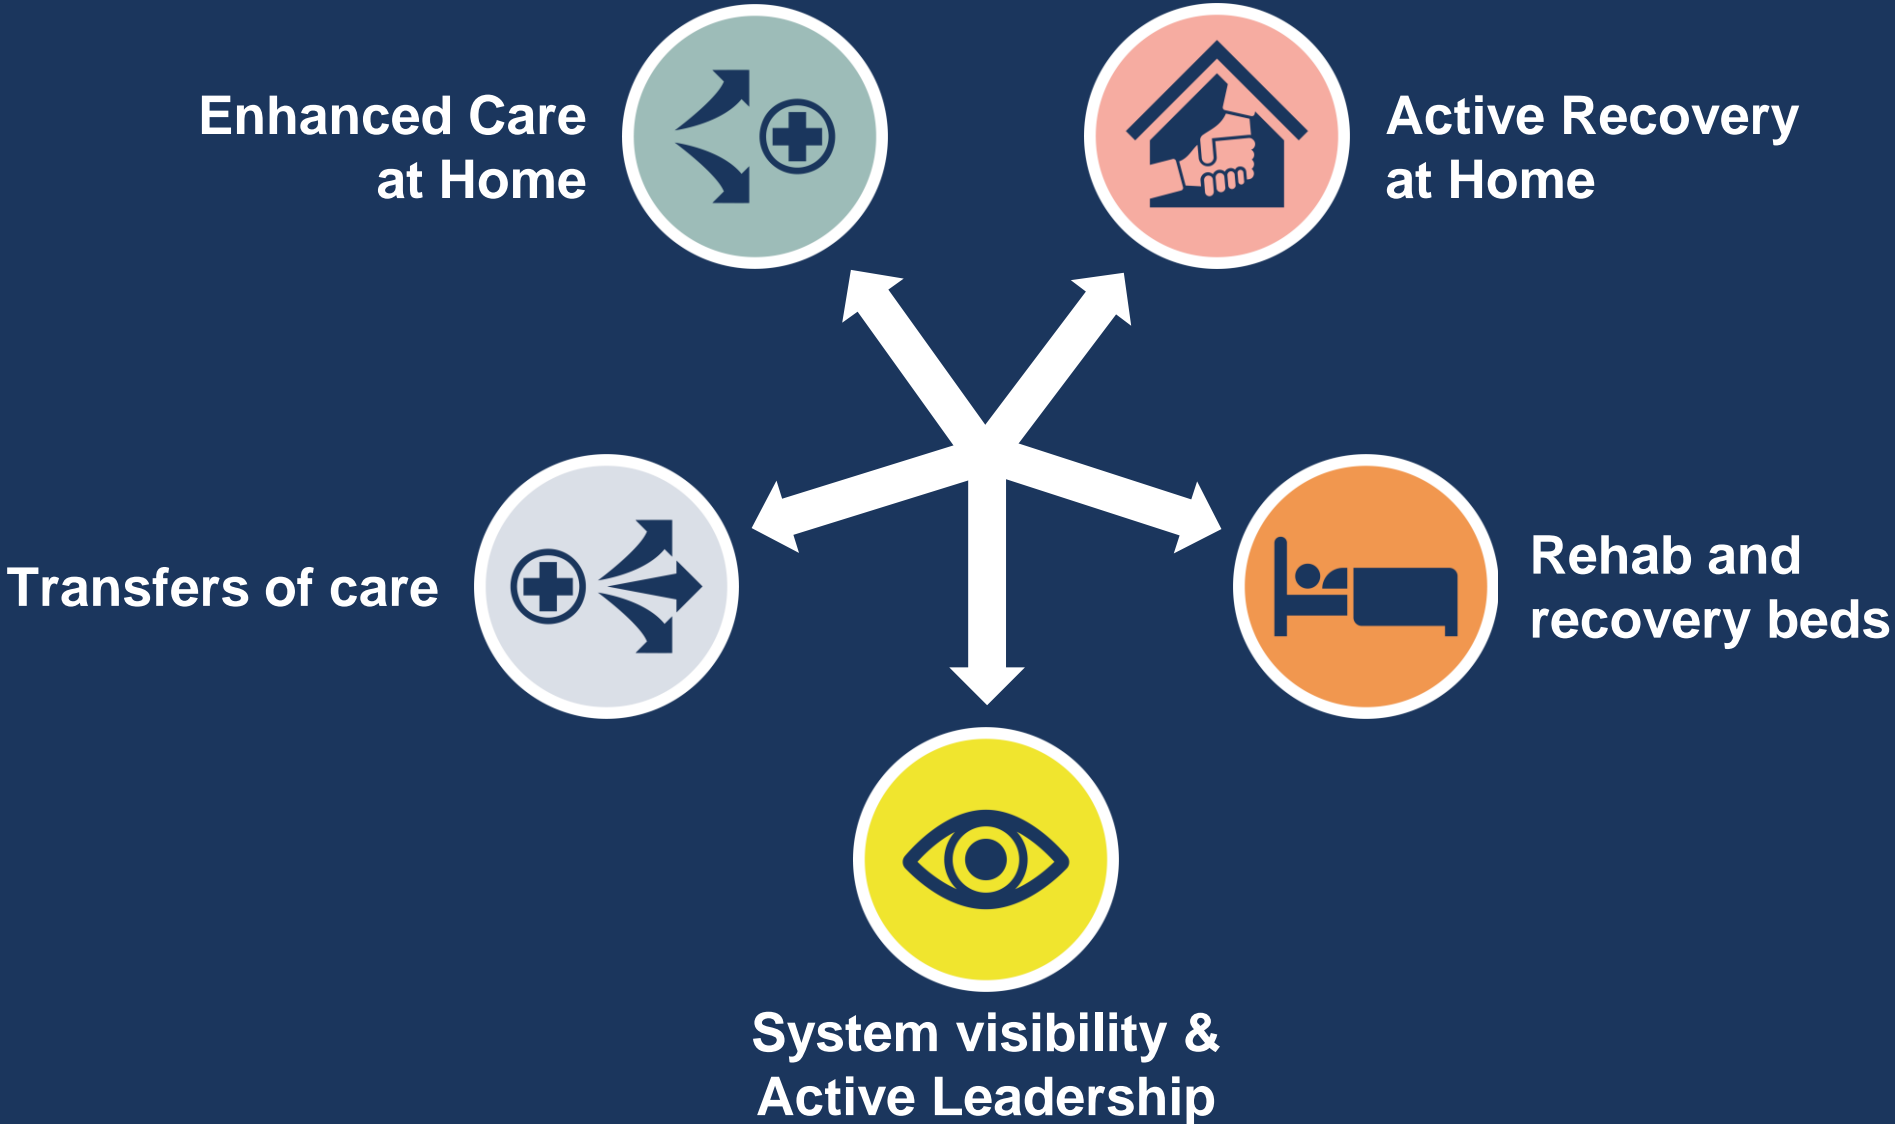 Enhanced Care
at Home
Active Recovery
at Home
Transfers of care
Rehab and
recovery beds
System visibility &
Active Leadership